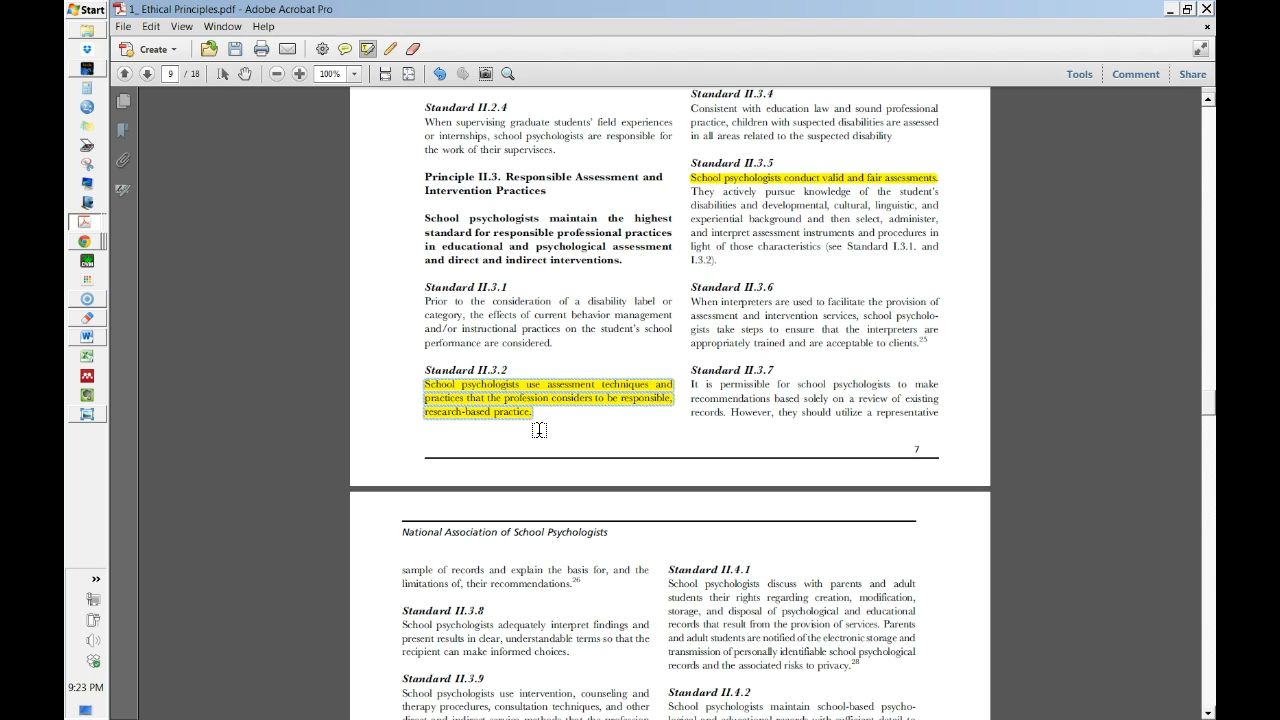 Start
1_ Ethical Principles.pdf - Adobe Acrobat Pro
File Edit View Window Help
Create
9 / 18
100%
Tools Comment Share
Standard II.2.4
When supervising graduate students' field experiences
or internships, school psychologists are responsible for
the work of their supervisees.
Principle II.3. Responsible Assessment and
Intervention Practices
School psychologists maintain the highest
standard for responsible professional practices
in educational and psychological assessment
and direct and indirect interventions.
Standard II.3.1
Prior to the consideration of a disability label or
category, the effects of current behavior management
and/or instructional practices on the student's school
performance are considered.
Standard II.3.2
School psychologists use assessment techniques and
practices that the profession considers to be responsible,
research-based practice.
Standard II.3.4
Consistent with education law and sound professional
practice, children with suspected disabilities are assessed
in all areas related to the suspected disability
Standard II.3.5
School psychologists conduct valid and fair assessments.
They actively pursue knowledge of the student's
disabilities and developmental, cultural, linguistic, and
experiential background and then select, administer,
and interpret assessment instruments and procedures in
light of those characteristics (see Standard I.3.1. and
I.3.2).
Standard II.3.6
When interpreters are used to facilitate the provision of
assessment and intervention services, school psycholo-
gists take steps to ensure that the interpreters are
appropriately trained and are acceptable to clients.25
Standard II.3.7
It is permissible for school psychologists to make
recommendations based solely on a review of existing
records. However, they should utilize a representative
7
National Association of School Psychologists
sample of records and explain the basis for, and the
limitations of, their recommendations.26
Standard II.3.8
School psychologists adequately interpret findings and
present results in clear, understandable terms so that the
recipient can make informed choices.
Standard II.3.9
School psychologists use intervention, counseling and
therapy procedures, consultation techniques, and other
direct and indirect service methods that the profession
Standard II.4.1
School psychologists discuss with parents and adult
students their rights regarding creation, modification,
storage, and disposal of psychological and educational
records that result from the provision of services. Parents
and adult students are notified of the electronic storage and
transmission of personally identifiable school psychological
records and the associated risks to privacy.28
Standard II.4.2
School psychologists maintain school-based psycho-
logical and educational records with sufficient detail to
9:23 PM